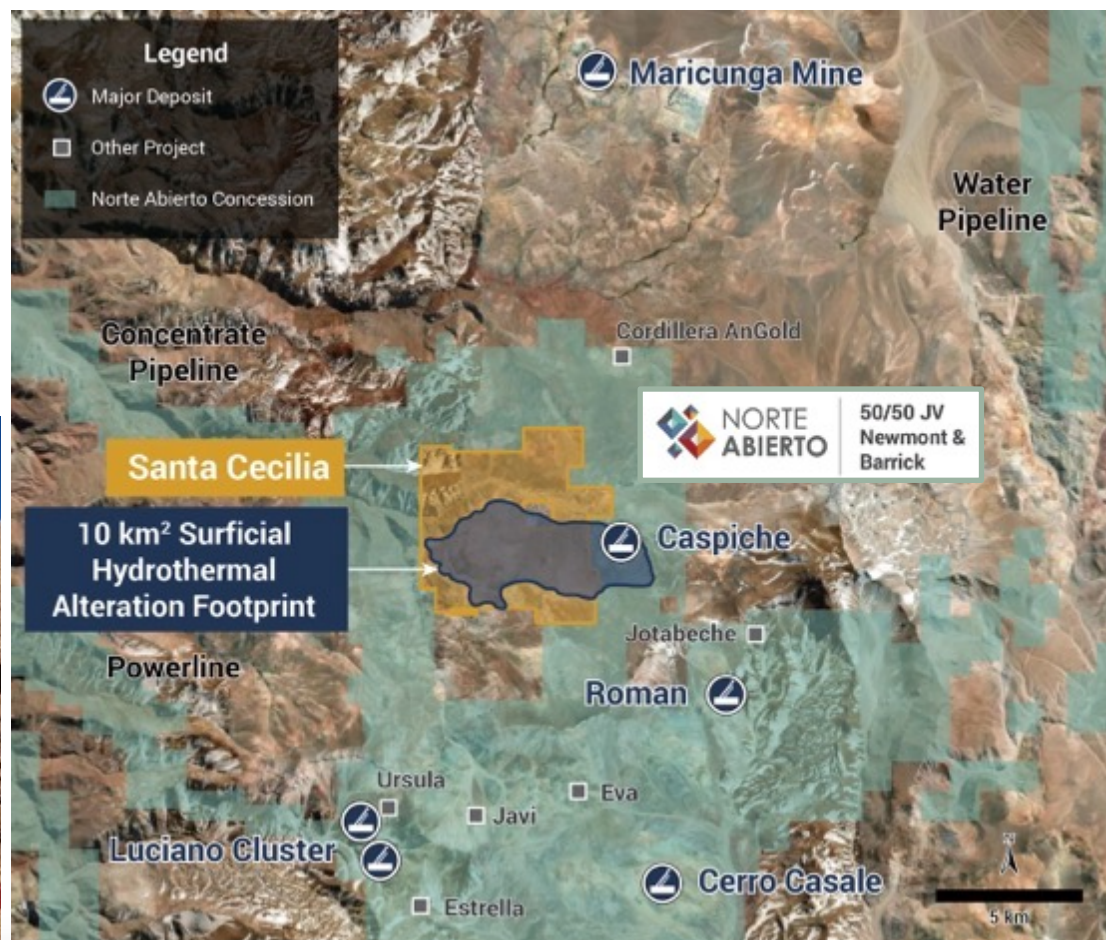 Legend
Major Deposit
Other Project
Norte Abierto Concession
Maricunga Mine
Water
Pipeline
Concentrate
Pipeline
Cordillera AnGold
NORTE
ABIERTO
50/50 JV
Newmont &
Barrick
Santa Cecilia
10 km² Surficial
Hydrothermal
Alteration Footprint
Caspiche
Jotabeche
Powerline
Roman
Ursula
Eva
Javi
Luciano Cluster
Cerro Casale
Estrella
N
5 km